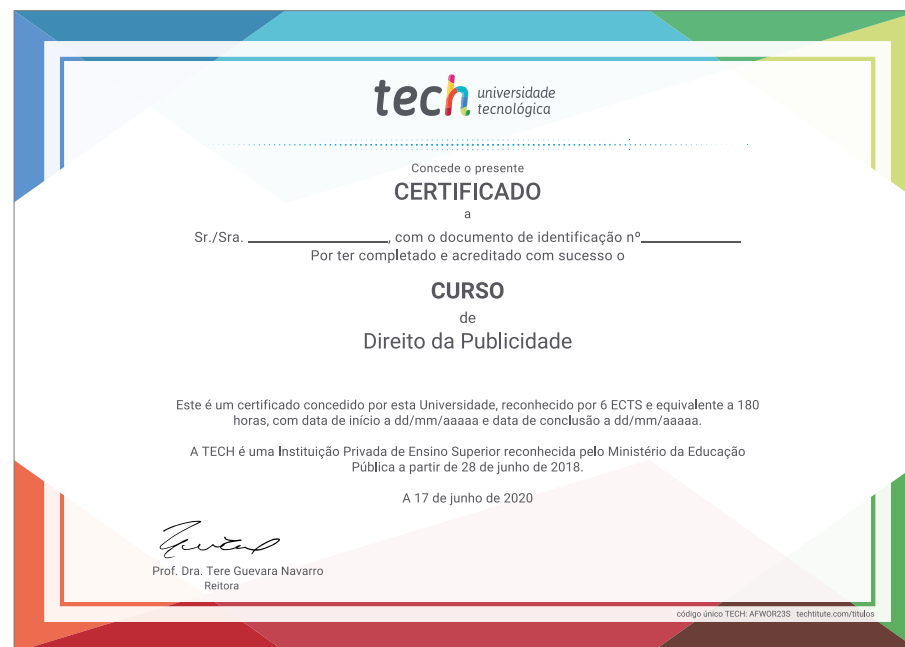 tech universidade
tecnológica
Concede o presente
CERTIFICADO
a
Sr./Sra. ________________, com o documento de identificação nº____________
Por ter completado e acreditado com sucesso o
CURSO
de
Direito da Publicidade
Este é um certificado concedido por esta Universidade, reconhecido por 6 ECTS e equivalente a 180
horas, com data de início a dd/mm/aaaaa e data de conclusão a dd/mm/aaaaa.
A TECH é uma Instituição Privada de Ensino Superior reconhecida pelo Ministério da Educação
Pública a partir de 28 de junho de 2018.
A 17 de junho de 2020
Prof. Dra. Tere Guevara Navarro
Reitora
código único TECH: AFWOR23S techtitute.com/titulos